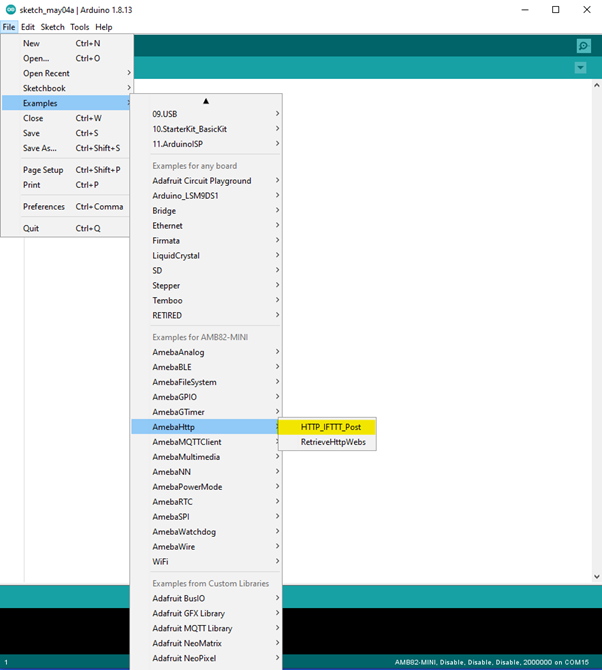 sketch_may04a | Arduino 1.8.13
File Edit Sketch Tools Help
New Ctrl+N
Open... Ctrl+O
Open Recent
Sketchbook
Examples
Close Ctrl+W
Save Ctrl+S
Save As... Ctrl+Shift+S
Page Setup Ctrl+Shift+P
Print Ctrl+P
Preferences Ctrl+Comma
Quit Ctrl+Q
09.USB
10.StarterKit_BasicKit
11.ArduinoISP
Examples for any board
Adafruit Circuit Playground
Arduino_LSM9DS1
Bridge
Ethernet
Firmata
LiquidCrystal
SD
Stepper
Temboo
RETIRED
Examples for AMB82-MINI
AmebaAnalog
AmebaBLE
AmebaFileSystem
AmebaGPIO
AmebaGTimer
AmebaHttp
AmebaMQTTClient
AmebaMultimedia
AmebaNN
AmebaPowerMode
AmebaRTC
AmebaSPI
AmebaWatchdog
AmebaWire
WiFi
Examples from Custom Libraries
Adafruit BusIO
Adafruit GFX Library
Adafruit MQTT Library
Adafruit NeoMatrix
Adafruit NeoPixel
HTTP_IFTTT_Post
RetrieveHttpWebs
1 AMB82-MINI, Disable, Disable, Disable, 2000000 on COM15